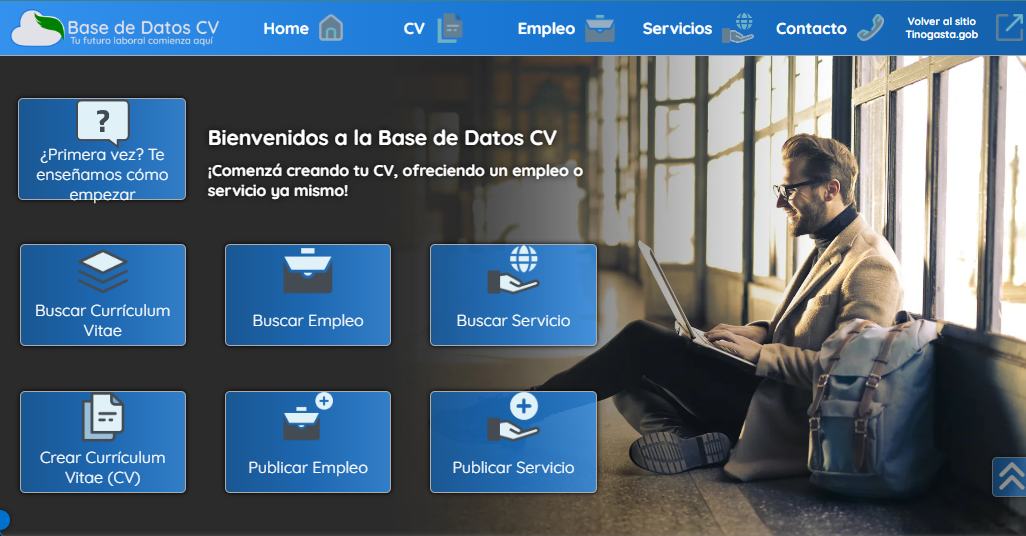 Base de Datos CV
Tu futuro laboral comienza aquí
Home
CV
Empleo
Servicios
Contacto
Volver al sitio
Tinogasta.gob
?
¿Primera vez? Te
enseñamos cómo
empezar
Bienvenidos a la Base de Datos CV
¡Comenzá creando tu CV, ofreciendo un empleo o
servicio ya mismo!
Buscar Currículum
Vitae
Buscar Empleo
Buscar Servicio
Crear Currículum
Vitae (CV)
Publicar Empleo
Publicar Servicio